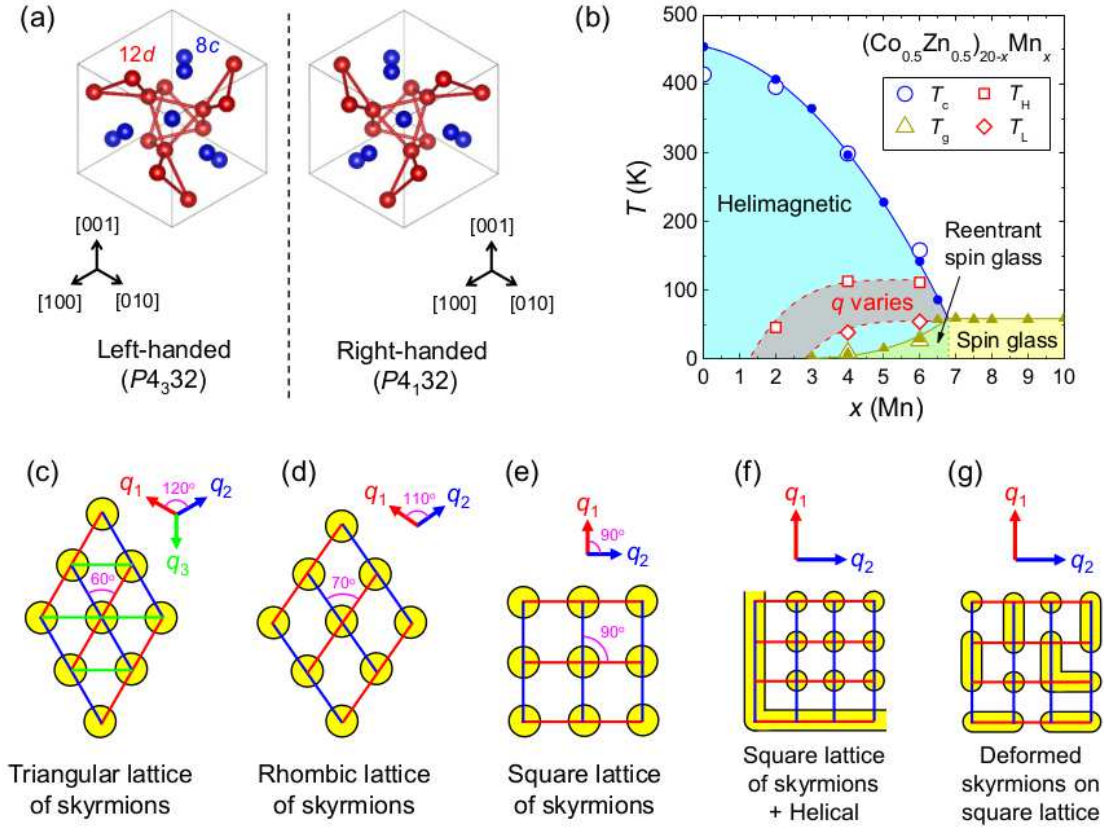 (a)
12d
8c
[001]
[100]
[010]
Left-handed
(P4₃32)
[001]
[100]
[010]
Right-handed
(P4₁32)
(b)
500
400
300
200
100
0
T (K)
(Co₀.₅Zn₀.₅)₂₀₋ₓMnₓ
T_c
T_H
T_g
T_L
Helimagnetic
Reentrant
spin glass
q varies
Spin glass
0 1 2 3 4 5 6 7 8 9 10
x (Mn)
(c)
q₁
120°
q₂
q₃
60°
Triangular lattice
of skyrmions
(d)
q₁
110°
q₂
70°
Rhombic lattice
of skyrmions
(e)
q₁
90°
q₂
90°
Square lattice
of skyrmions
(f)
q₁
q₂
Square lattice
of skyrmions
+ Helical
(g)
q₁
q₂
Deformed
skyrmions on
square lattice